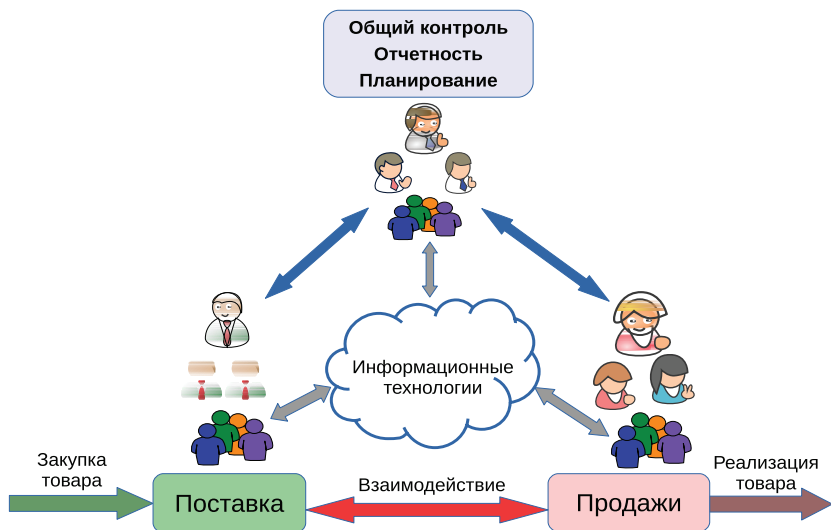 Общий контроль
Отчетность
Планирование
Информационные
технологии
Закупка
товара
Поставка
Взаимодействие
Продажи
Реализация
товара